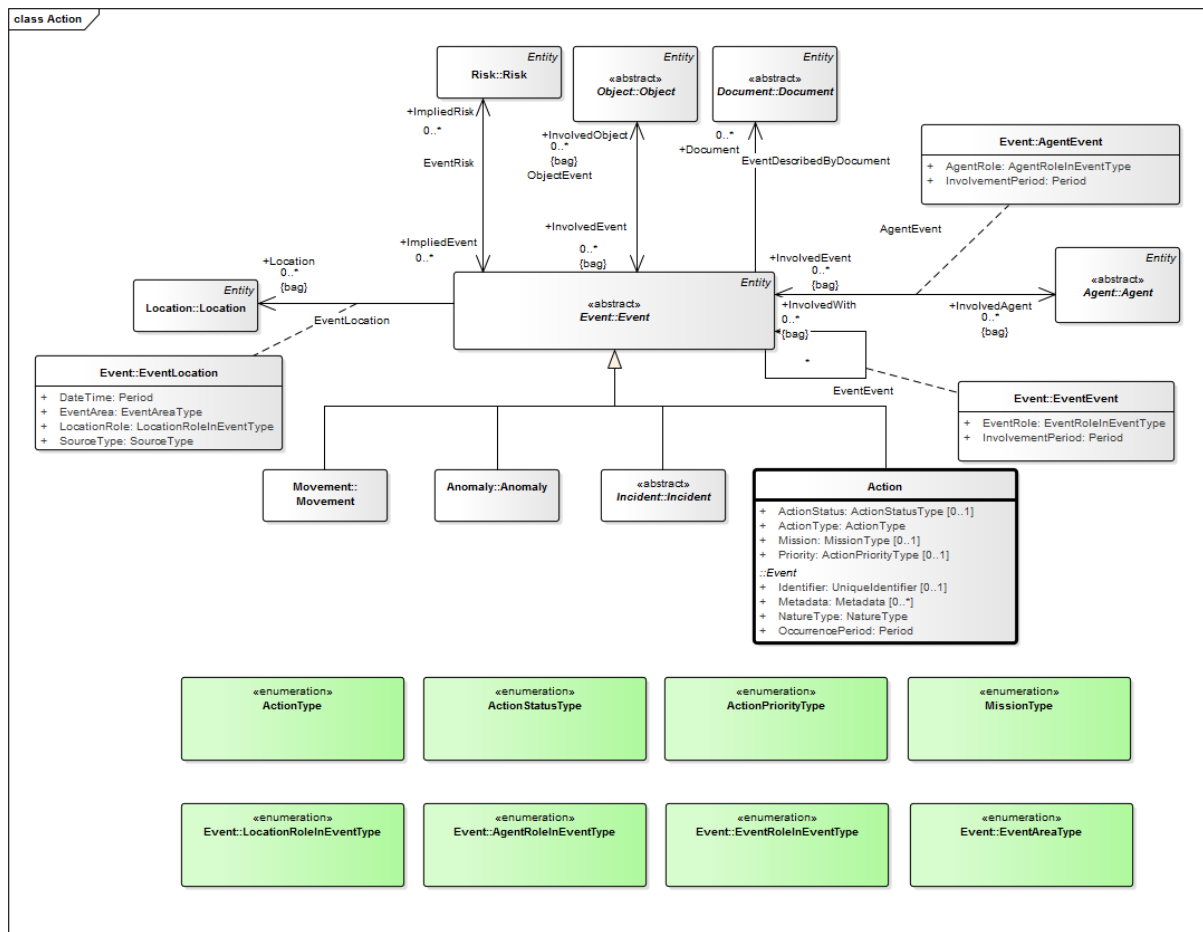 class Action
Entity
Risk::Risk
Entity
«abstract»
Object::Object
Entity
«abstract»
Document::Document
+ImpliedRisk
0..*
EventRisk
+InvolvedObject
0..*
{bag}
ObjectEvent
0..*
+Document
EventDescribedByDocument
Event::AgentEvent
+ AgentRole: AgentRoleInEventType
+ InvolvementPeriod: Period
AgentEvent
+ImpliedEvent
0..*
+InvolvedEvent
0..*
{bag}
+Location
0..*
{bag}
Entity
Location::Location
EventLocation
Entity
«abstract»
Event::Event
+InvolvedEvent
0..*
{bag}
+InvolvedWith
0..*
{bag}
*
EventEvent
+InvolvedAgent
0..*
{bag}
Entity
«abstract»
Agent::Agent
Event::EventLocation
+ DateTime: Period
+ EventArea: EventAreaType
+ LocationRole: LocationRoleInEventType
+ SourceType: SourceType
Event::EventEvent
+ EventRole: EventRoleInEventType
+ InvolvementPeriod: Period
Movement::
Movement
Anomaly::Anomaly
«abstract»
Incident::Incident
Action
+ ActionStatus: ActionStatusType [0..1]
+ ActionType: ActionType
+ Mission: MissionType [0..1]
+ Priority: ActionPriorityType [0..1]
::Event
+ Identifier: UniqueIdentifier [0..1]
+ Metadata: Metadata [0..*]
+ NatureType: NatureType
+ OccurrencePeriod: Period
«enumeration»
ActionType
«enumeration»
ActionStatusType
«enumeration»
ActionPriorityType
«enumeration»
MissionType
«enumeration»
Event::LocationRoleInEventType
«enumeration»
Event::AgentRoleInEventType
«enumeration»
Event::EventRoleInEventType
«enumeration»
Event::EventAreaType